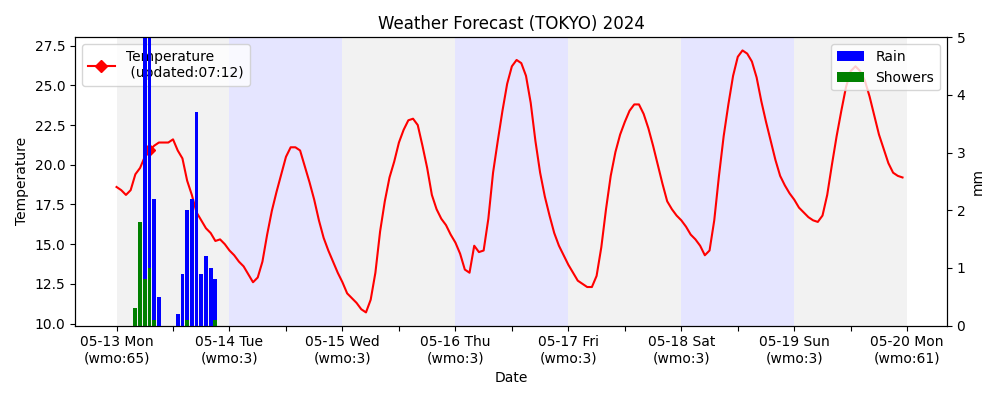 Weather Forecast (TOKYO) 2024
Temperature
(updated:07:12)
Rain
Showers
27.5
25.0
22.5
20.0
17.5
15.0
12.5
10.0
Temperature
5
4
3
2
1
0
mm
05-13 Mon 05-14 Tue 05-15 Wed 05-16 Thu 05-17 Fri 05-18 Sat 05-19 Sun 05-20 Mon
(wmo:65) (wmo:3) (wmo:3) (wmo:3) (wmo:3) (wmo:3) (wmo:3) (wmo:61)
Date